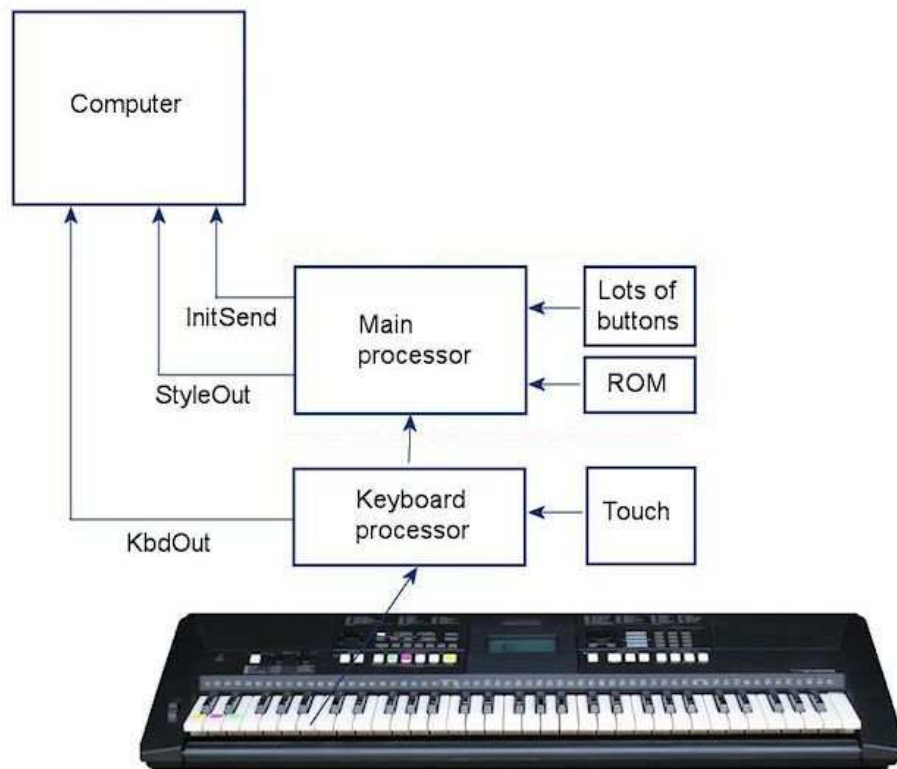 Computer
InitSend
Main
processor
Lots of
buttons
StyleOut
ROM
Keyboard
processor
Touch
KbdOut